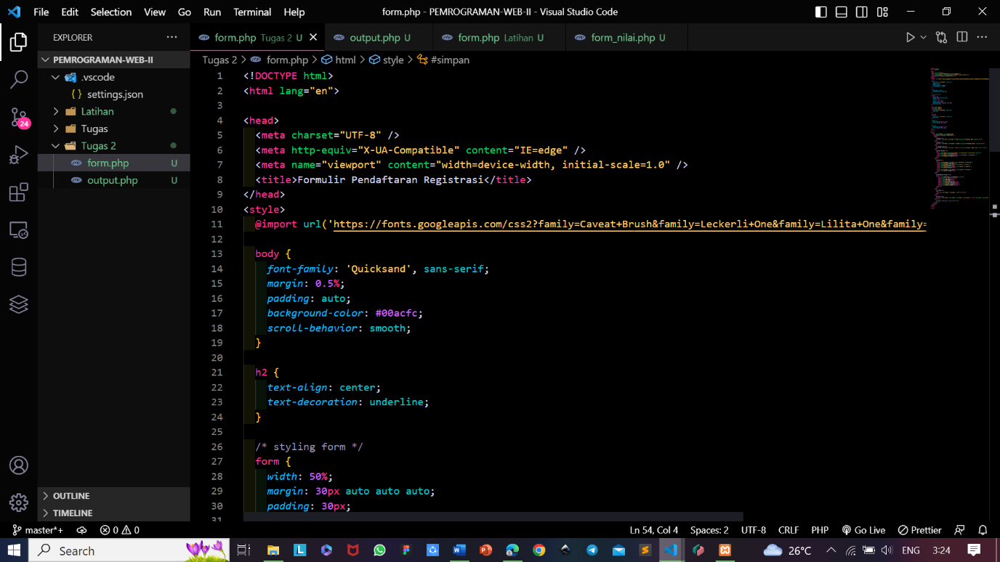 File Edit Selection View Go Run Terminal Help form.php - PEMROGRAMAN-WEB-II - Visual Studio Code
EXPLORER
form.php Tugas 2 U
output.php U
form.php Latihan U
form_nilai.php U
PEMROGRAMAN-WEB-II
.vscode
{ } settings.json
Latihan
Tugas
Tugas 2
form.php U
output.php U
24
OUTLINE
TIMELINE
Tugas 2 > form.php > html > style > #simpan
1 <!DOCTYPE html>
2 <html lang="en">
3
4 <head>
5 <meta charset="UTF-8" />
6 <meta http-equiv="X-UA-Compatible" content="IE=edge" />
7 <meta name="viewport" content="width=device-width, initial-scale=1.0" />
8 <title>Formulir Pendaftaran Registrasi</title>
9 </head>
10 <style>
11 @import url('https://fonts.googleapis.com/css2?family=Caveat+Brush&family=Leckerli+One&family=Lilita+One&family=
12
13 body {
14 font-family: 'Quicksand', sans-serif;
15 margin: 0.5%;
16 padding: auto;
17 background-color: #00acfc;
18 scroll-behavior: smooth;
19 }
20
21 h2 {
22 text-align: center;
23 text-decoration: underline;
24 }
25
26 /* styling form */
27 form {
28 width: 50%;
29 margin: 30px auto auto auto;
30 padding: 30px;
31
master*+ 0 0 Ln 54, Col 4 Spaces: 2 UTF-8 CRLF PHP Go Live Prettier
Search 26°C ENG 3:24